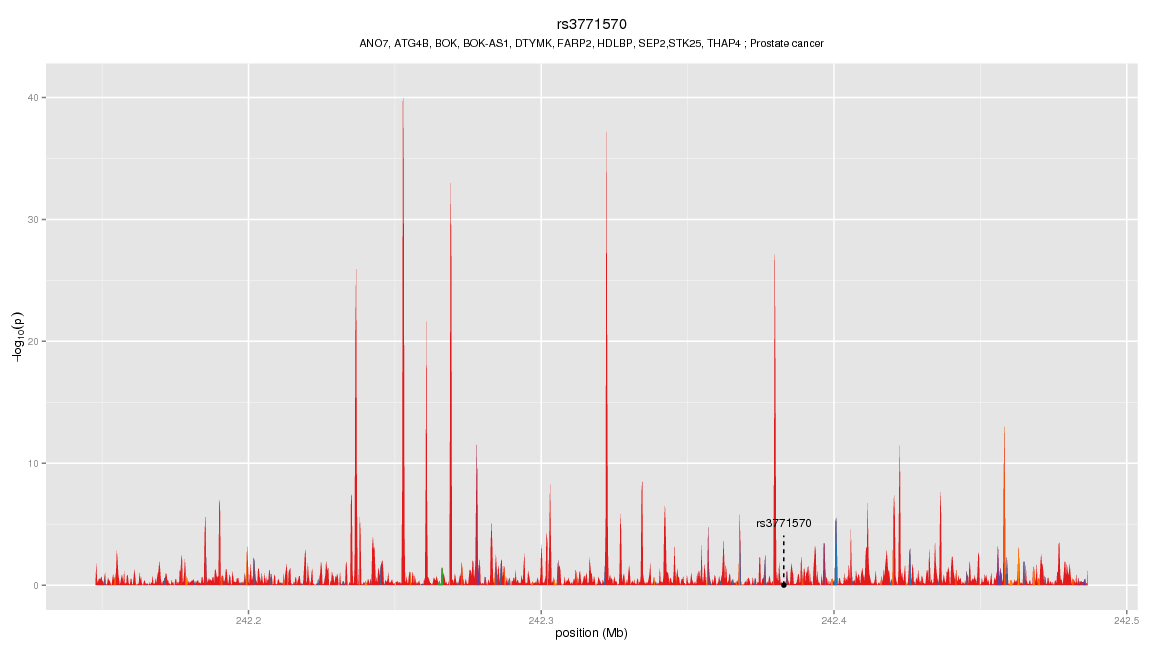 rs3771570
ANO7, ATG4B, BOK, BOK-AS1, DTYMK, FARP2, HDLBP, SEP2,STK25, THAP4 ; Prostate cancer
40
30
20
10
0
−log10(p)
rs3771570
242.2 242.3 242.4 242.5
position (Mb)